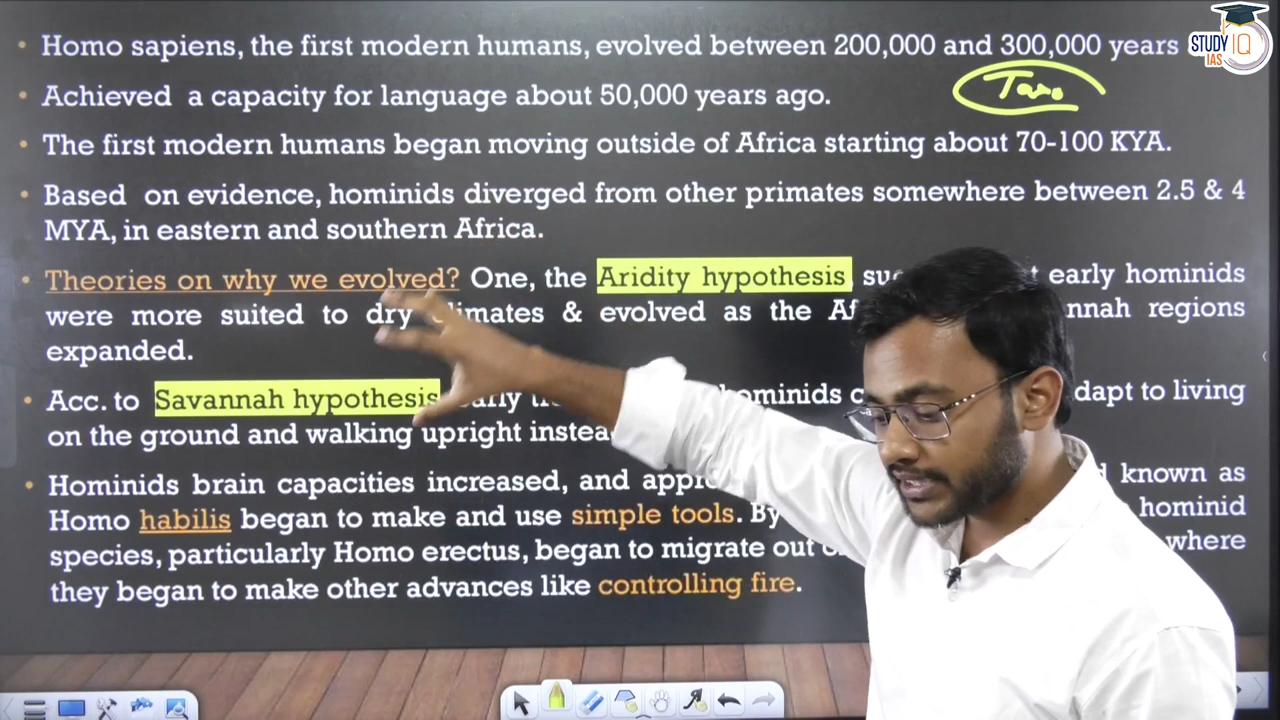 Homo sapiens, the first modern humans, evolved between 200,000 and 300,000 years
STUDY IQ
IAS
Achieved a capacity for language about 50,000 years ago.
The first modern humans began moving outside of Africa starting about 70-100 KYA.
Based on evidence, hominids diverged from other primates somewhere between 2.5 & 4
MYA, in eastern and southern Africa.
Theories on why we evolved? One, the Aridity hypothesis, early hominids
were more suited to dry climates & evolved as the regions
expanded.
Acc. to Savannah hypothesis hominids to living
on the ground and walking upright
Hominids brain capacities increased, and known as
Homo habilis began to make and use simple tools. By hominid
species, particularly Homo erectus, began to migrate out where
they began to make other advances like controlling fire.